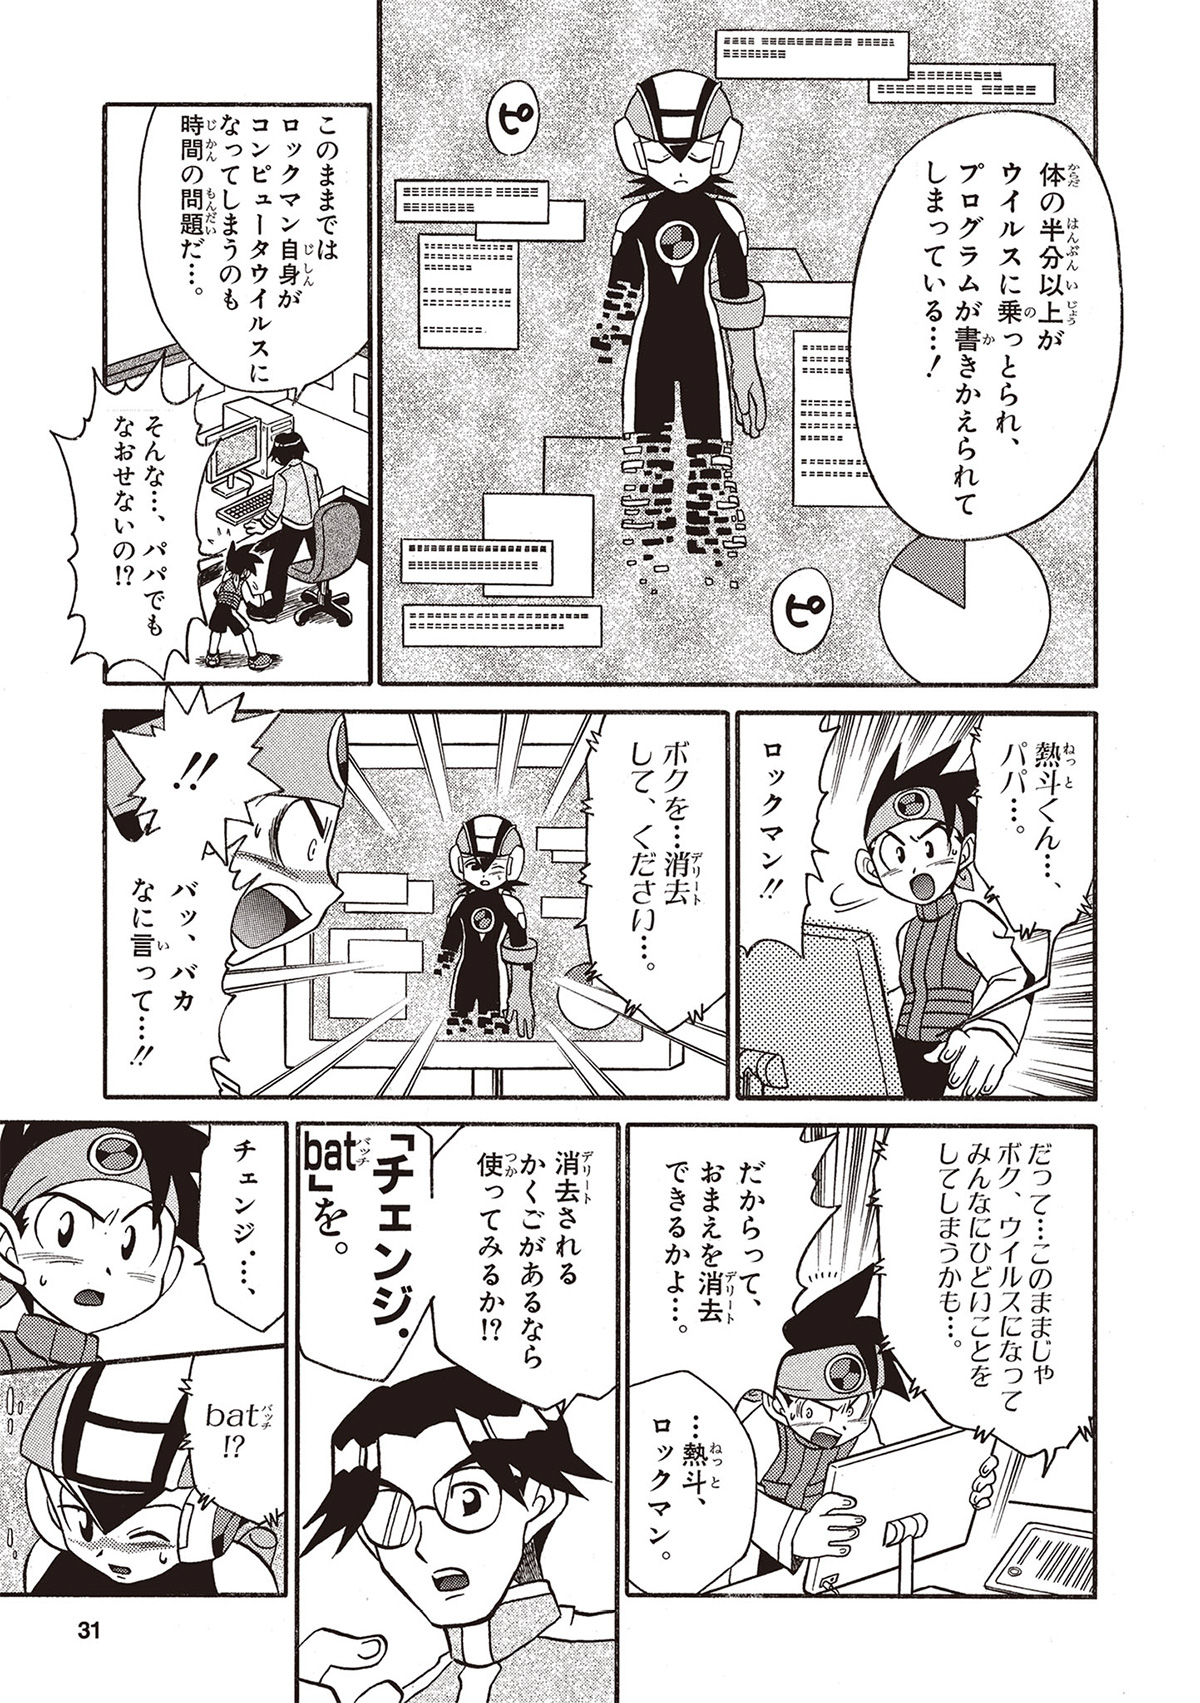 体の半分以上が
ウイルスに乗っとられ、
プログラムが書きかえられて
しまっている…!
ピ
ピ
このままでは
ロックマン自身が
コンピュータウイルスに
なってしまうのも
時間の問題だ…。
そんな…、パパでも
なおせないの!?
熱斗くん…、
パパ…。
ロックマン!!
ボクを…消去
して、ください…。
!!
バッ、バカ
なに言って…!!
だって…このままじゃ
ボク、ウイルスになって
みんなにひどいことを
してしまうかも…。
だからって、
おまえを消去
できるかよ…。
…熱斗、
ロックマン。
消去される
かくごがあるなら
使ってみるか!?
「チェンジ.
bat」を。
チェンジ.…、
bat
!?
31